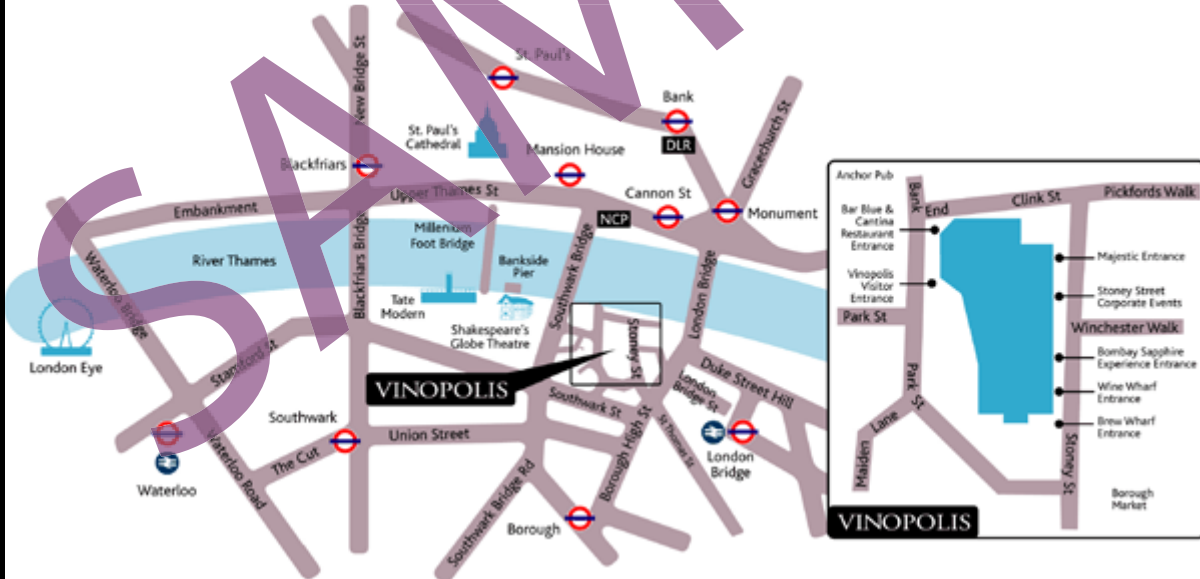 SAM
New Bridge St
St. Paul's
Bank
DLR
Gracechurch St
St. Paul's
Cathedral
Mansion House
Blackfriars
Upper Thames St
Cannon St
NCP
Monument
Embankment
Millenium
Foot Bridge
River Thames
Bankside
Pier
Waterloo Bridge
Blackfriars Bridge
Southwark Bridge
London Bridge
Tate
Modern
Shakespeare's
Globe Theatre
Stoney St
London Eye
Stamford St
VINOPOLIS
Duke Street Hill
London
Bridge St
Southwark St
Southwark
Union Street
Borough High St
St Thomas St
The Cut
Waterloo Road
London
Bridge
Waterloo
Southwark Bridge Rd
Borough
Anchor Pub
Bank
End
Clink St
Pickfords Walk
Bar Blue &
Cantina
Restaurant
Entrance
Majestic Entrance
Vinopolis
Visitor
Entrance
Stoney Street
Corporate Events
Park St
Winchester Walk
Bombay Sapphire
Experience Entrance
Park St
Wine Wharf
Entrance
Lane
Maiden
Brew Wharf
Entrance
Stoney St
Borough
Market
VINOPOLIS